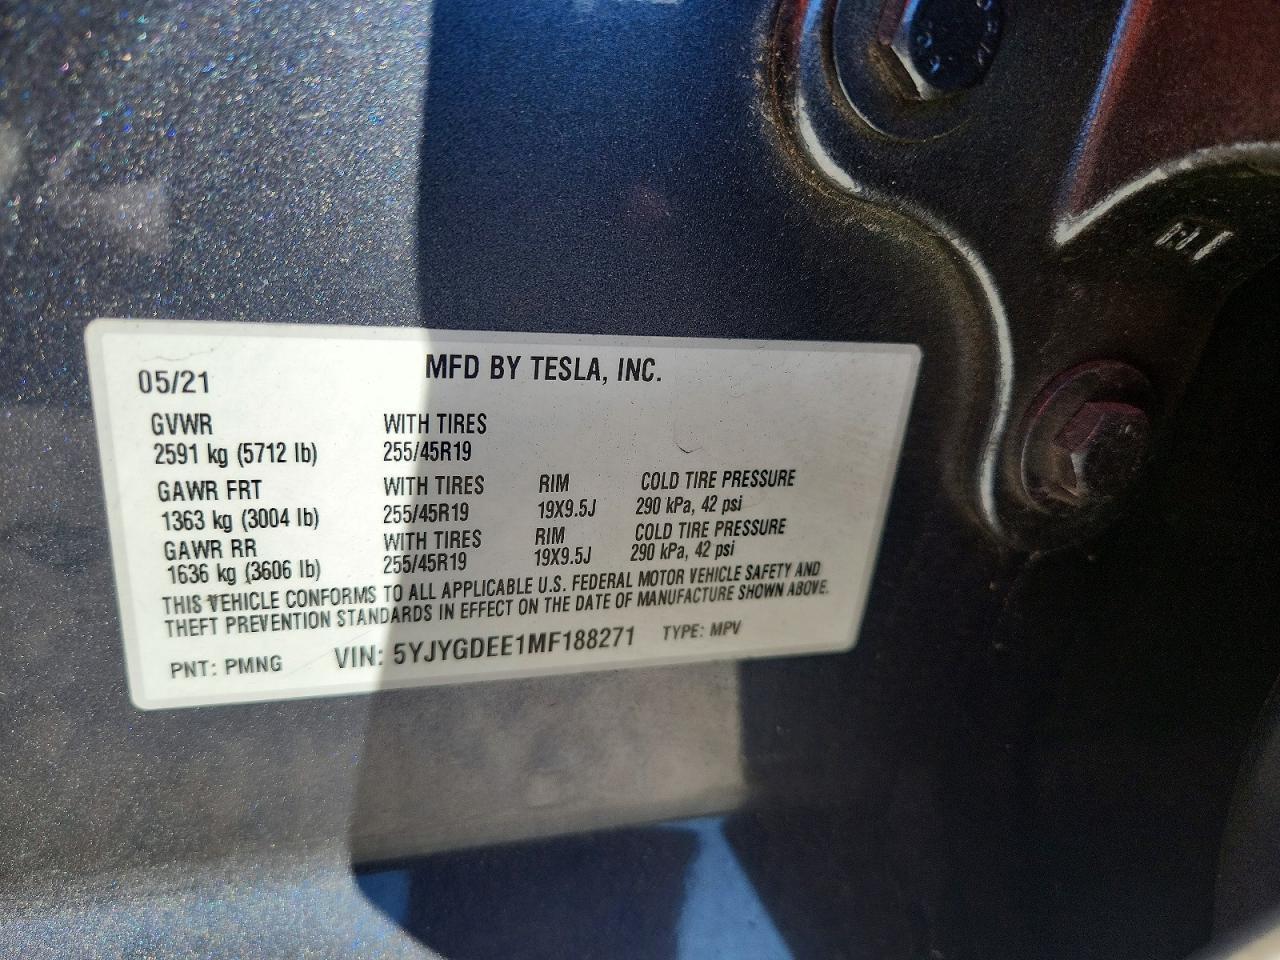 05/21 MFD BY TESLA, INC.
GVWR WITH TIRES
2591 kg (5712 lb) 255/45R19
GAWR FRT WITH TIRES RIM COLD TIRE PRESSURE
1363 kg (3004 lb) 255/45R19 19X9.5J 290 kPa, 42 psi
GAWR RR WITH TIRES RIM COLD TIRE PRESSURE
1636 kg (3606 lb) 255/45R19 19X9.5J 290 kPa, 42 psi
THIS VEHICLE CONFORMS TO ALL APPLICABLE U.S. FEDERAL MOTOR VEHICLE SAFETY AND
THEFT PREVENTION STANDARDS IN EFFECT ON THE DATE OF MANUFACTURE SHOWN ABOVE.
PNT: PMNG VIN: 5YJYGDEE1MF188271 TYPE: MPV